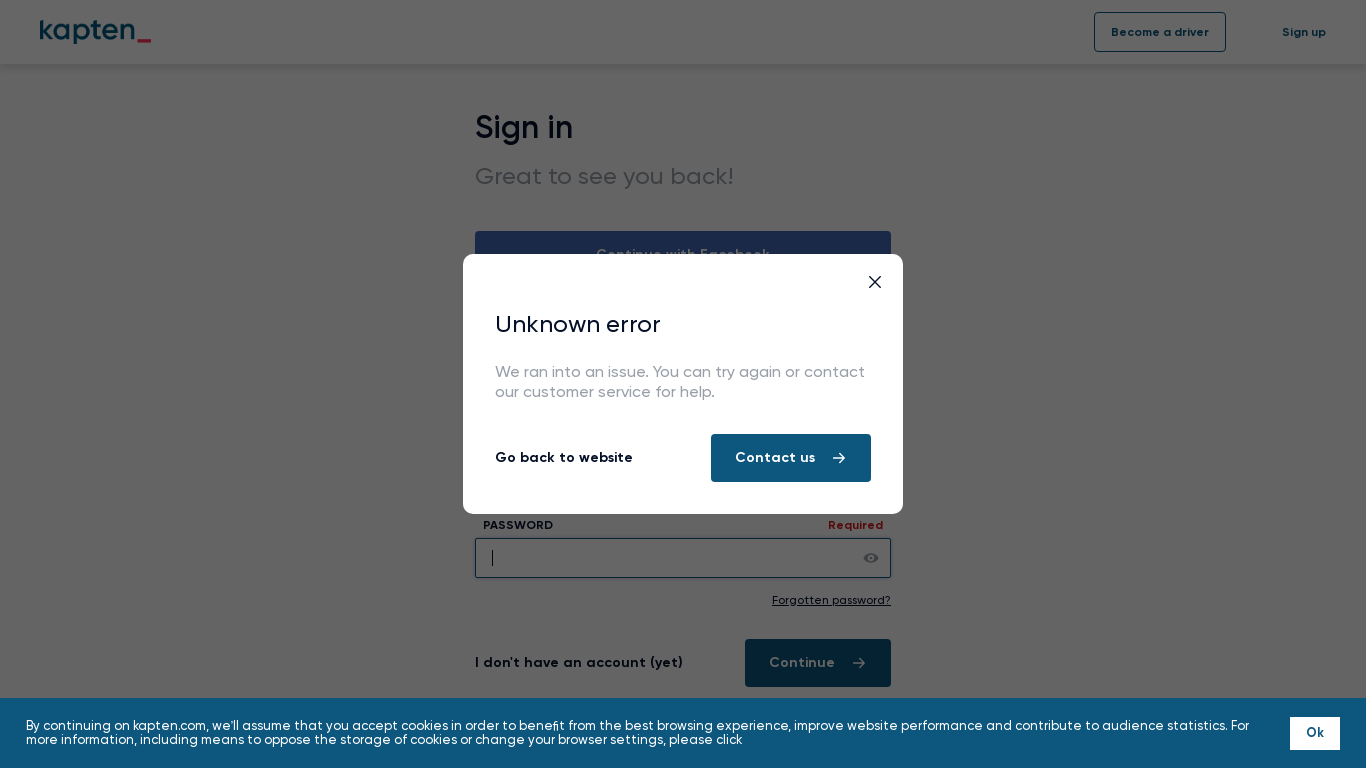 kapten_
Become a driver
Sign up
Sign in
Great to see you back!
Continue with Facebook
Unknown error
We ran into an issue. You can try again or contact
our customer service for help.
Go back to website
Contact us
PASSWORD
Required
Forgotten password?
I don't have an account (yet)
Continue
By continuing on kapten.com, we'll assume that you accept cookies in order to benefit from the best browsing experience, improve website performance and contribute to audience statistics. For
more information, including means to oppose the storage of cookies or change your browser settings, please click
Ok